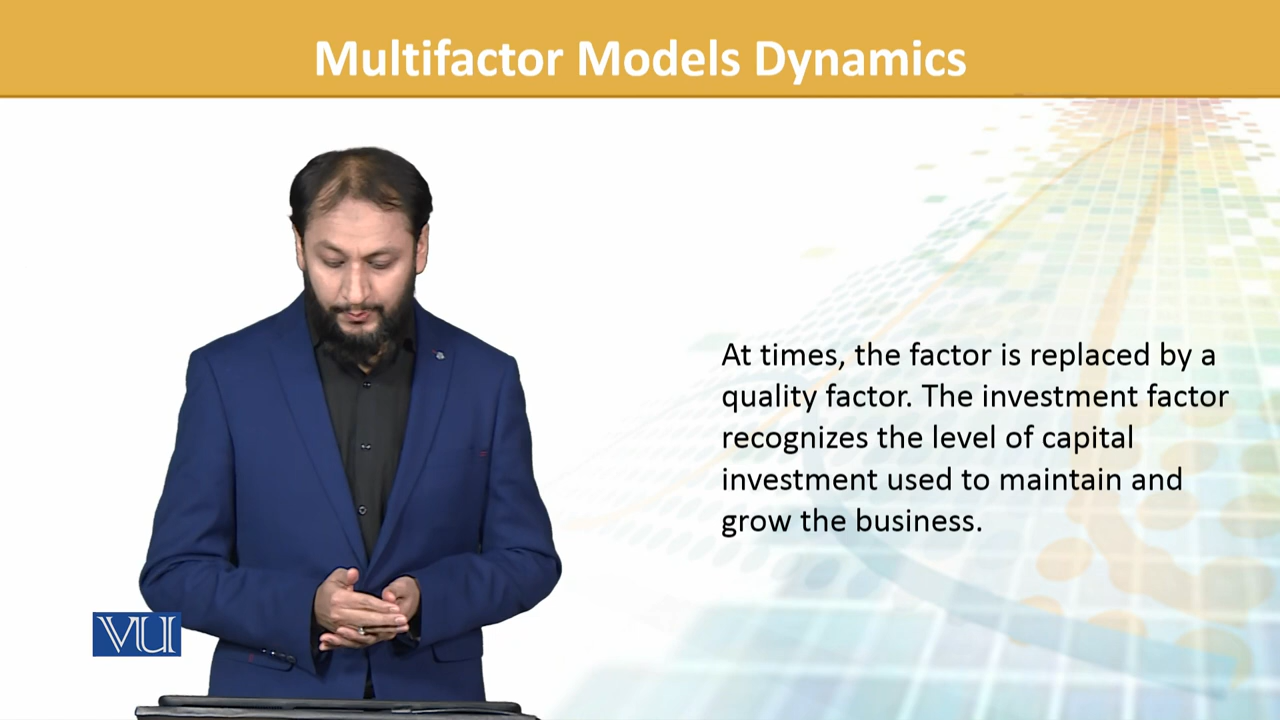 Multifactor Models Dynamics
At times, the factor is replaced by a
quality factor. The investment factor
recognizes the level of capital
investment used to maintain and
grow the business.
VU